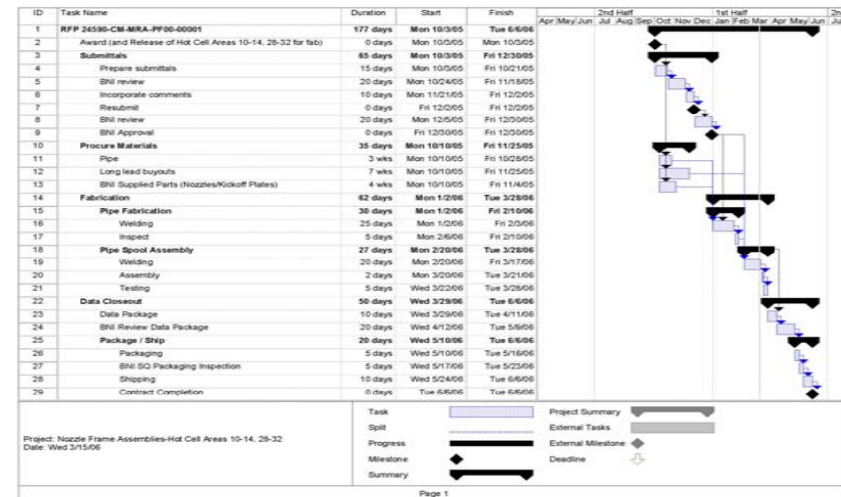 ID Task Name Duration Start Finish 2nd Half 1st Half 2n
Apr May Jun Jul Aug Sep Oct Nov Dec Jan Feb Mar Apr May Jun Ju
1 RFP 24590-CM-MRA-PF00-00001 177 days Mon 10/3/05 Tue 6/6/06
2 Award (and Release of Hot Cell Areas 10-14, 28-32 for fab) 0 days Mon 10/3/05 Mon 10/3/05
3 Submittals 65 days Mon 10/3/05 Fri 12/30/05
4 Prepare submittals 15 days Mon 10/3/05 Fri 10/21/05
5 BNI review 20 days Mon 10/24/05 Fri 11/18/05
6 Incorporate comments 10 days Mon 11/21/05 Fri 12/2/05
7 Resubmit 0 days Fri 12/2/05 Fri 12/2/05
8 BNI review 20 days Mon 12/5/05 Fri 12/30/05
9 BNI Approval 0 days Fri 12/30/05 Fri 12/30/05
10 Procure Materials 35 days Mon 10/10/05 Fri 11/25/05
11 Pipe 3 wks Mon 10/10/05 Fri 10/28/05
12 Long lead buyouts 7 wks Mon 10/10/05 Fri 11/25/05
13 BNI Supplied Parts (Nozzles/Kickoff Plates) 4 wks Mon 10/10/05 Fri 11/4/05
14 Fabrication 62 days Mon 1/2/06 Tue 3/28/06
15 Pipe Fabrication 30 days Mon 1/2/06 Fri 2/10/06
16 Welding 25 days Mon 1/2/06 Fri 2/3/06
17 Inspect 5 days Mon 2/6/06 Fri 2/10/06
18 Pipe Spool Assembly 27 days Mon 2/20/06 Tue 3/28/06
19 Welding 20 days Mon 2/20/06 Fri 3/17/06
20 Assembly 2 days Mon 3/20/06 Tue 3/21/06
21 Testing 5 days Wed 3/22/06 Tue 3/28/06
22 Data Closeout 50 days Wed 3/29/06 Tue 6/6/06
23 Data Package 10 days Wed 3/29/06 Tue 4/11/06
24 BNI Review Data Package 20 days Wed 4/12/06 Tue 5/9/06
25 Package / Ship 20 days Wed 5/10/06 Tue 6/6/06
26 Packaging 5 days Wed 5/10/06 Tue 5/16/06
27 BNI SQ Packaging Inspection 5 days Wed 5/17/06 Tue 5/23/06
28 Shipping 10 days Wed 5/24/06 Tue 6/6/06
29 Contract Completion 0 days Tue 6/6/06 Tue 6/6/06
Project: Nozzle Frame Assemblies-Hot Cell Areas 10-14, 28-32
Date: Wed 3/15/06
Task Project Summary
Split External Tasks
Progress External Milestone
Milestone Deadline
Summary
Page 1